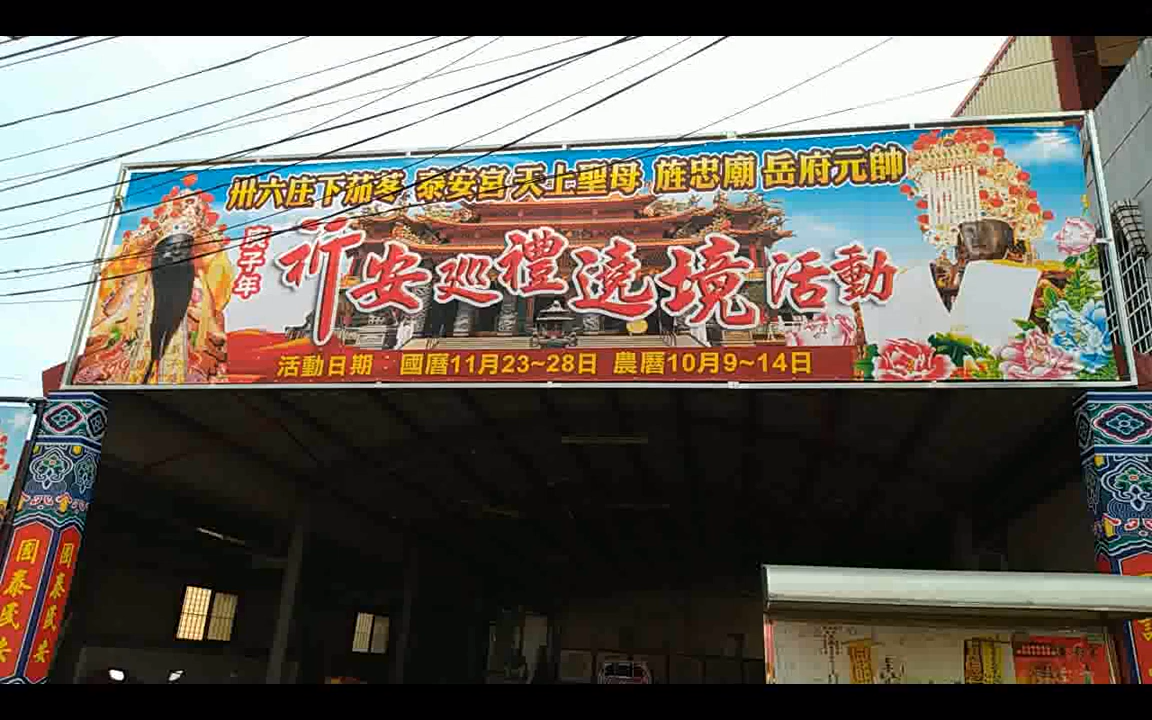 卅六庄下茄苳 泰安宮 天上聖母 旌忠廟 岳府元帥
庚子年
祈安巡禮遶境活動
活動日期：國曆11月23~28日 農曆10月9~14日
國泰民安
國泰民安